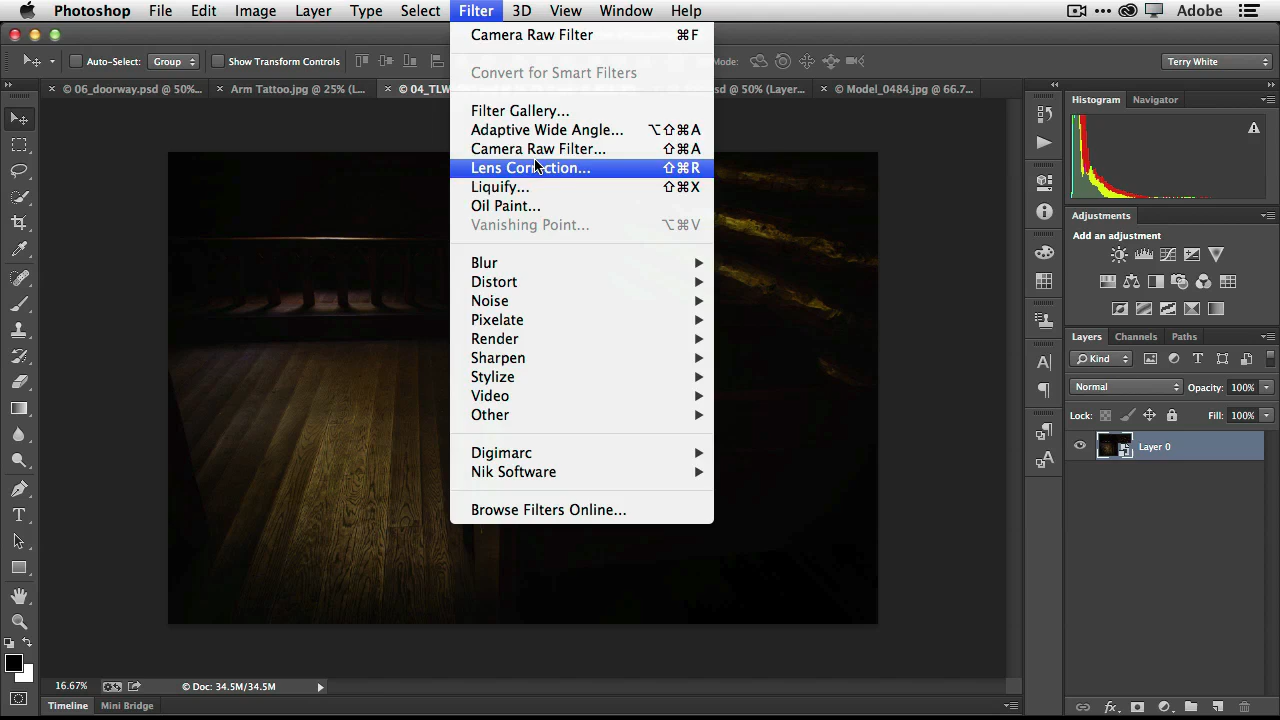 Photoshop File Edit Image Layer Type Select Filter 3D View Window Help Adobe
Camera Raw Filter ⌘F
Auto-Select: Group Show Transform Controls Mode: Terry White
Convert for Smart Filters
× © 06_doorway.psd @ 50%... × Arm Tattoo.jpg @ 25% (L... × © 04_TLW sd @ 50% (Layer... × © Model_0484.jpg @ 66.7...
Histogram Navigator
Filter Gallery...
Adaptive Wide Angle... ⌥⇧⌘A
Camera Raw Filter... ⇧⌘A
Lens Correction... ⇧⌘R
Liquify... ⇧⌘X
Oil Paint...
Vanishing Point... ⌥⌘V
Adjustments
Add an adjustment
Blur
Distort
Noise
Pixelate
Render
Sharpen
Stylize
Video
Other
Layers Channels Paths
Kind
Normal Opacity: 100%
Lock: Fill: 100%
Layer 0
Digimarc
Nik Software
Browse Filters Online...
16.67% © Doc: 34.5M/34.5M
Timeline Mini Bridge